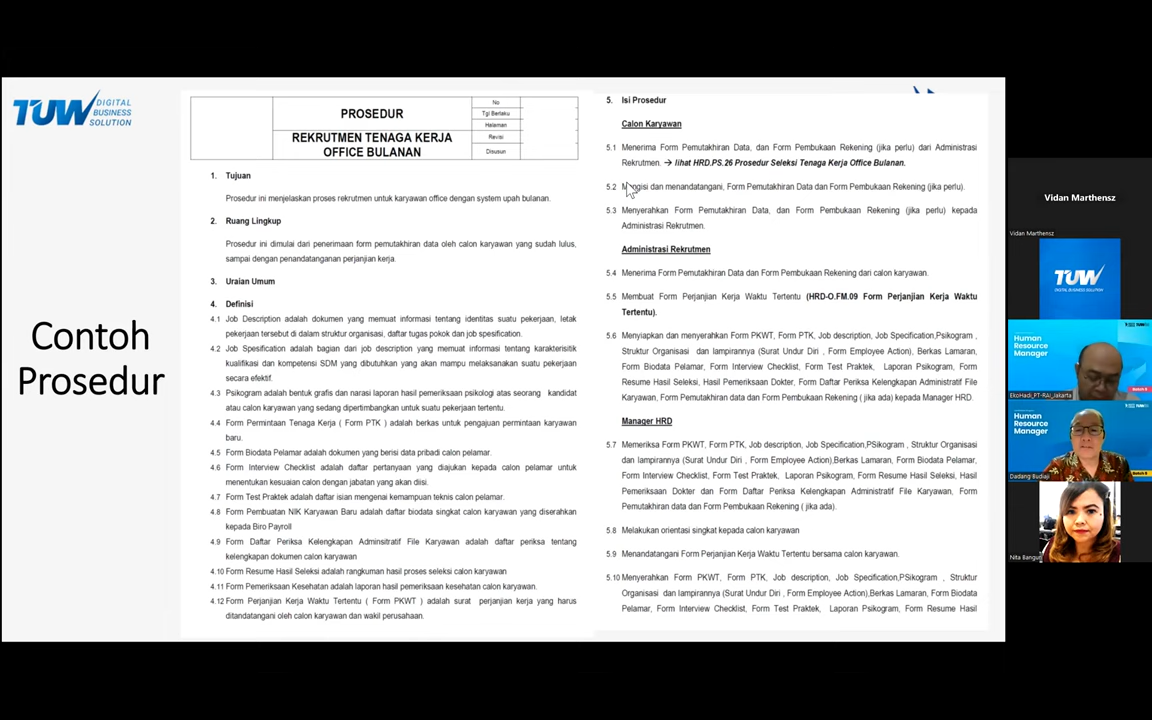 TUW DIGITAL
BUSINESS
SOLUTION
Contoh
Prosedur
PROSEDUR
REKRUTMEN TENAGA KERJA
OFFICE BULANAN
No
Tgl Berlaku
Halaman
Revisi
Disusun
1. Tujuan
Prosedur ini menjelaskan proses rekrutmen untuk karyawan office dengan system upah bulanan.
2. Ruang Lingkup
Prosedur ini dimulai dari penerimaan form pemutakhiran data oleh calon karyawan yang sudah lulus,
sampai dengan penandatanganan perjanjian kerja.
3. Uraian Umum
4. Definisi
4.1 Job Description adalah dokumen yang memuat informasi tentang identitas suatu pekerjaan, letak
pekerjaan tersebut di dalam struktur organisasi, daftar tugas pokok dan job spesification.
4.2 Job Spesification adalah bagian dari job description yang memuat informasi tentang karakterisitik
kualifikasi dan kompetensi SDM yang dibutuhkan yang akan mampu melaksanakan suatu pekerjaan
secara efektif.
4.3 Psikogram adalah bentuk grafis dan narasi laporan hasil pemeriksaan psikologi atas seorang kandidat
atau calon karyawan yang sedang dipertimbangkan untuk suatu pekerjaan tertentu.
4.4 Form Permintaan Tenaga Kerja ( Form PTK ) adalah berkas untuk pengajuan permintaan karyawan
baru.
4.5 Form Biodata Pelamar adalah dokumen yang berisi data pribadi calon pelamar.
4.6 Form Interview Checklist adalah daftar pertanyaan yang diajukan kepada calon pelamar untuk
menentukan kesuaian calon dengan jabatan yang akan diisi.
4.7 Form Test Praktek adalah daftar isian mengenai kemampuan teknis calon pelamar.
4.8 Form Pembuatan NIK Karyawan Baru adalah daftar biodata singkat calon karyawan yang diserahkan
kepada Biro Payroll
4.9 Form Daftar Periksa Kelengkapan Adminsitratif File Karyawan adalah daftar periksa tentang
kelengkapan dokumen calon karyawan
4.10 Form Resume Hasil Seleksi adalah rangkuman hasil proses seleksi calon karyawan
4.11 Form Pemeriksaan Kesehatan adalah laporan hasil pemeriksaan kesehatan calon karyawan.
4.12 Form Perjanjian Kerja Waktu Tertentu ( Form PKWT ) adalah surat perjanjian kerja yang harus
ditandatangani oleh calon karyawan dan wakil perusahaan.
5. Isi Prosedur
Calon Karyawan
5.1 Menerima Form Pemutakhiran Data, dan Form Pembukaan Rekening (jika perlu) dari Administrasi
Rekrutmen. → lihat HRD.PS.26 Prosedur Seleksi Tenaga Kerja Office Bulanan.
5.2 Mengisi dan menandatangani, Form Pemutakhiran Data dan Form Pembukaan Rekening (jika perlu).
5.3 Menyerahkan Form Pemutakhiran Data, dan Form Pembukaan Rekening (jika perlu) kepada
Administrasi Rekrutmen.
Administrasi Rekrutmen
5.4 Menerima Form Pemutakhiran Data dan Form Pembukaan Rekening dari calon karyawan.
5.5 Membuat Form Perjanjian Kerja Waktu Tertentu (HRD-O.FM.09 Form Perjanjian Kerja Waktu
Tertentu).
5.6 Menyiapkan dan menyerahkan Form PKWT, Form PTK, Job description, Job Specification,Psikogram ,
Struktur Organisasi dan lampirannya (Surat Undur Diri , Form Employee Action), Berkas Lamaran,
Form Biodata Pelamar, Form Interview Checklist, Form Test Praktek, Laporan Psikogram, Form
Resume Hasil Seleksi, Hasil Pemeriksaan Dokter, Form Daftar Periksa Kelengkapan Administratif File
Karyawan, Form Pemutakhiran data dan Form Pembukaan Rekening ( jika ada) kepada Manager HRD.
Manager HRD
5.7 Memeriksa Form PKWT, Form PTK, Job description, Job Specification,PSikogram , Struktur Organisasi
dan lampirannya (Surat Undur Diri , Form Employee Action),Berkas Lamaran, Form Biodata Pelamar,
Form Interview Checklist, Form Test Praktek, Laporan Psikogram, Form Resume Hasil Seleksi, Hasil
Pemeriksaan Dokter dan Form Daftar Periksa Kelengkapan Administratif File Karyawan, Form
Pemutakhiran data dan Form Pembukaan Rekening ( jika ada).
5.8 Melakukan orientasi singkat kepada calon karyawan
5.9 Menandatangani Form Perjanjian Kerja Waktu Tertentu bersama calon karyawan.
5.10 Menyerahkan Form PKWT, Form PTK, Job description, Job Specification,PSikogram , Struktur
Organisasi dan lampirannya (Surat Undur Diri , Form Employee Action),Berkas Lamaran, Form Biodata
Pelamar, Form Interview Checklist, Form Test Praktek, Laporan Psikogram, Form Resume Hasil
Vidan Marthensz
Vidan Marthensz
TUW
DIGITAL BUSINESS SOLUTION
Human
Resource
Manager
EkoHadi_PT-RAI_Jakarta
Human
Resource
Manager
Dadang Budiaji
Nita Bangun